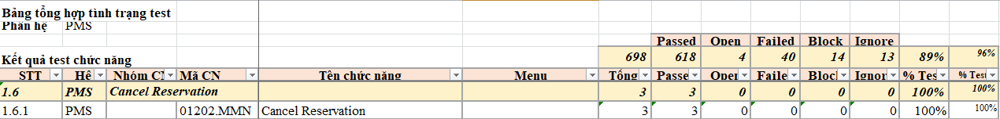 Bảng tổng hợp tình trạng test
Phân hệ PMS
Passed Open Failed Block Ignore
Kết quả test chức năng 698 618 4 40 14 13 89% 96%
STT Hệ Nhóm CN Mã CN Tên chức năng Menu Tổng Passe Open Faile Bloc Ignor % Tes % Test
1.6 PMS Cancel Reservation 3 3 0 0 0 0 100% 100%
1.6.1 PMS 01202.MMN Cancel Reservation 3 3 0 0 0 0 100% 100%